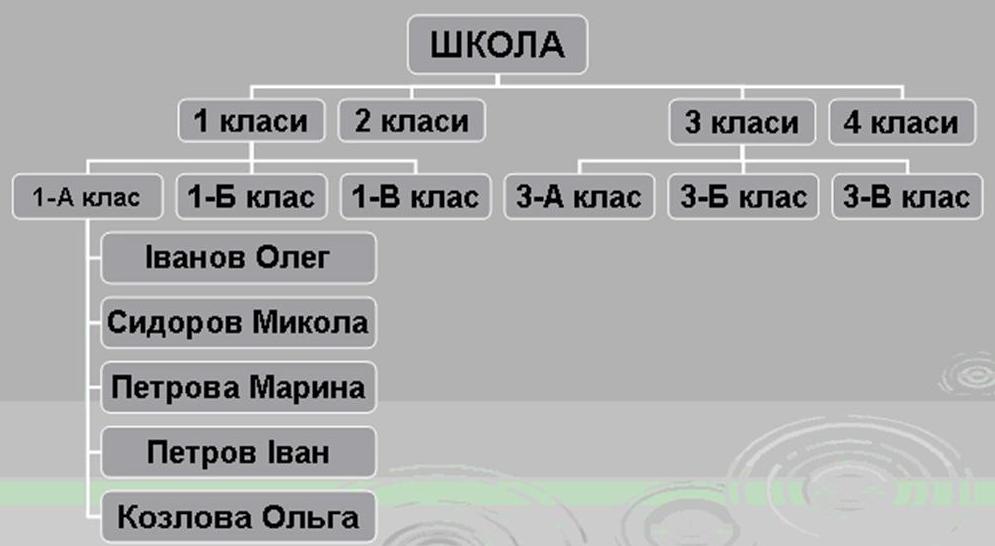 ШКОЛА
1 класи
2 класи
3 класи
4 класи
1-А клас
1-Б клас
1-В клас
3-А клас
3-Б клас
3-В клас
Іванов Олег
Сидоров Микола
Петрова Марина
Петров Іван
Козлова Ольга